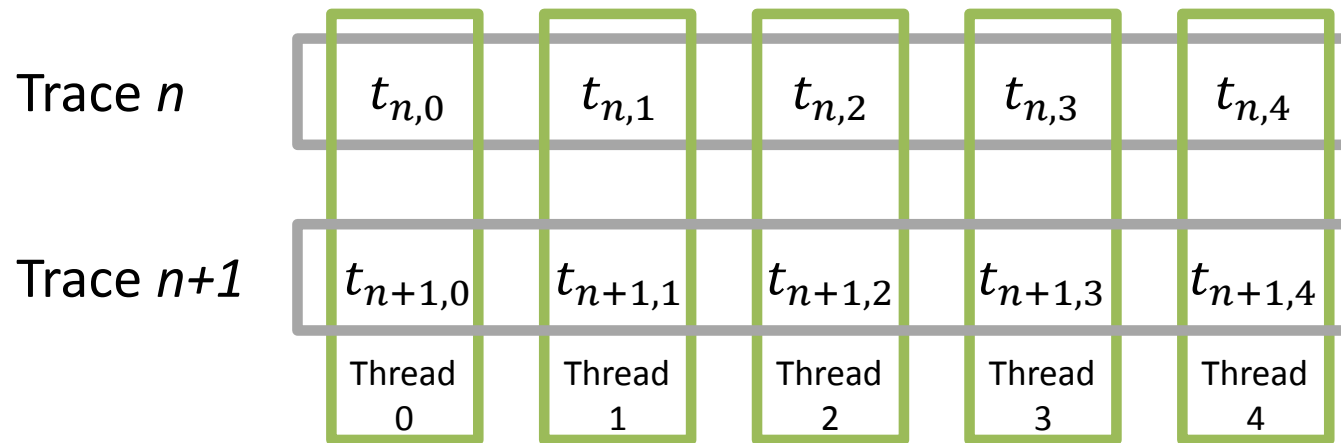 Trace n t_{n,0} t_{n,1} t_{n,2} t_{n,3} t_{n,4}
Trace n+1 t_{n+1,0} t_{n+1,1} t_{n+1,2} t_{n+1,3} t_{n+1,4}
Thread Thread Thread Thread Thread
0 1 2 3 4